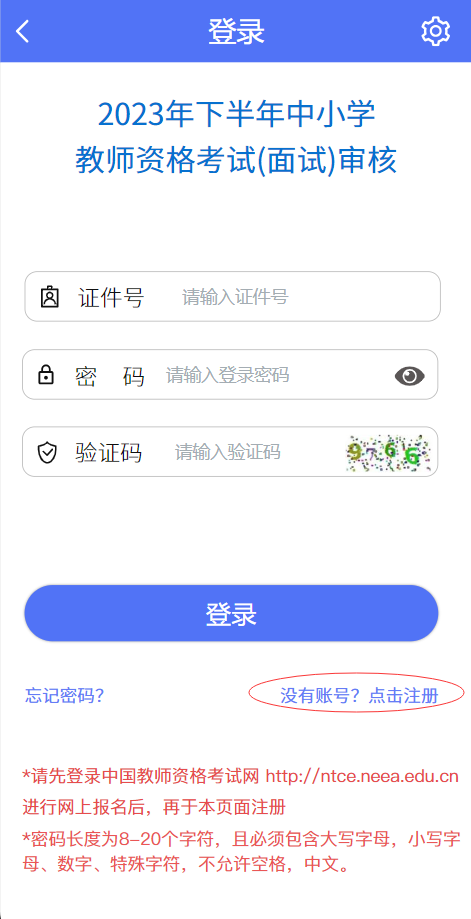 登录
2023年下半年中小学
教师资格考试(面试)审核
证件号 请输入证件号
密 码 请输入登录密码
验证码 请输入验证码 9766
登录
忘记密码? 没有账号? 点击注册
*请先登录中国教师资格考试网 http://ntce.neea.edu.cn
进行网上报名后，再于本页面注册
*密码长度为8-20个字符，且必须包含大写字母，小写字
母、数字、特殊字符，不允许空格，中文。